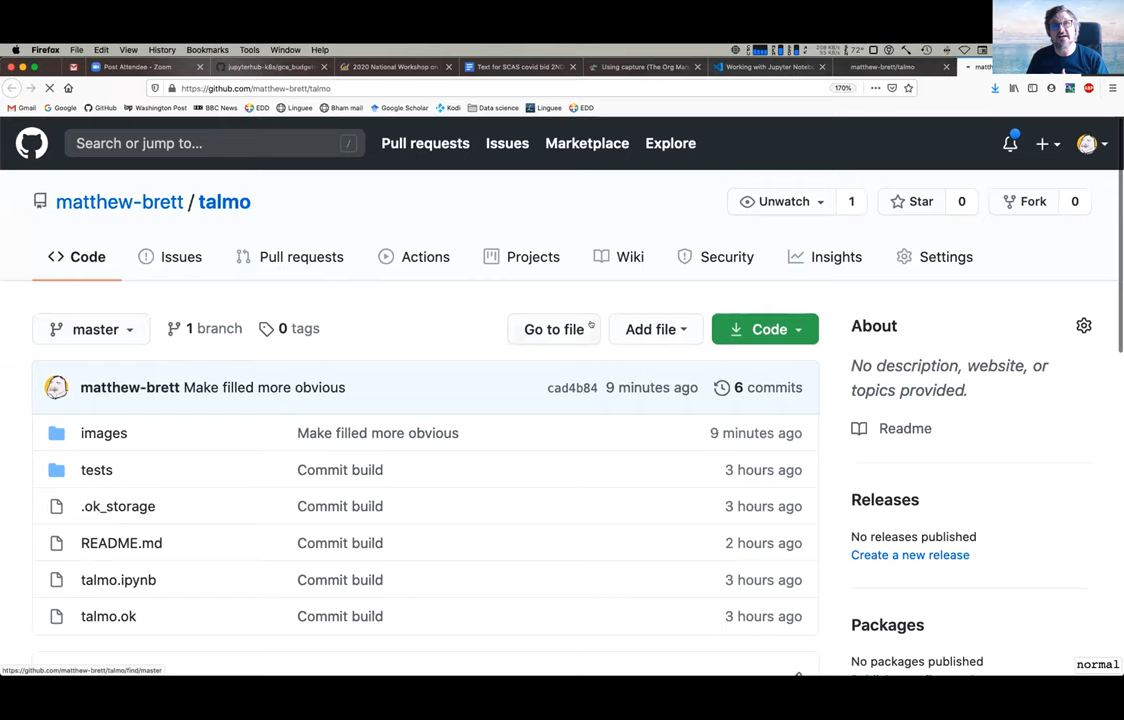 Firefox File Edit View History Bookmarks Tools Window Help
72°
Post Attendee - Zoom
jupyterhub-k8s/gce_budget
2020 National Workshop on
Text for SCAS covid bid 2ND
Using capture (The Org Man
Working with Jupyter Noteb
matthew-brett/talmo
matth
https://github.com/matthew-brett/talmo
170%
Gmail Google GitHub Washington Post BBC News EDD Linguee Bham mail Google Scholar Kodi Data science Linguee EDD
Search or jump to... /
Pull requests Issues Marketplace Explore
matthew-brett / talmo
Unwatch 1 Star 0 Fork 0
Code Issues Pull requests Actions Projects Wiki Security Insights Settings
master 1 branch 0 tags Go to file Add file Code
About
No description, website, or
topics provided.
Readme
matthew-brett Make filled more obvious cad4b84 9 minutes ago 6 commits
images Make filled more obvious 9 minutes ago
tests Commit build 3 hours ago
.ok_storage Commit build 3 hours ago
README.md Commit build 2 hours ago
talmo.ipynb Commit build 3 hours ago
talmo.ok Commit build 3 hours ago
Releases
No releases published
Create a new release
Packages
No packages published
https://github.com/matthew-brett/talmo/find/master
normal